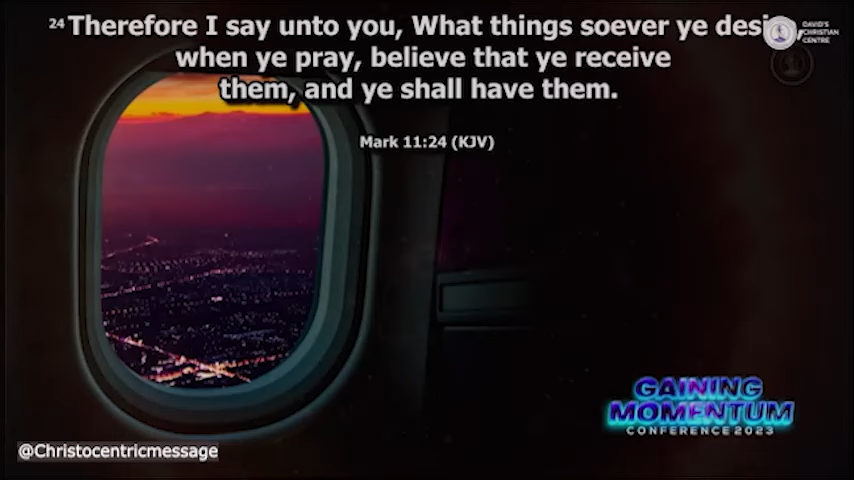 24 Therefore I say unto you, What things soever ye
when ye pray, believe that ye receive
them, and ye shall have them.
Mark 11:24 (KJV)
DAVID'S
CHRISTIAN
CENTRE
GAINING
MOMENTUM
CONFERENCE 2023
@Christocentricmessage